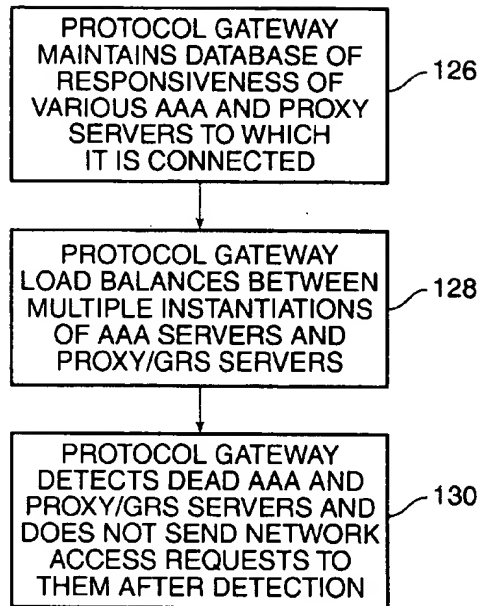 PROTOCOL GATEWAY
MAINTAINS DATABASE OF
RESPONSIVENESS OF
VARIOUS AAA AND PROXY
SERVERS TO WHICH
IT IS CONNECTED
126
PROTOCOL GATEWAY
LOAD BALANCES BETWEEN
MULTIPLE INSTANTIATIONS
OF AAA SERVERS AND
PROXY/GRS SERVERS
128
PROTOCOL GATEWAY
DETECTS DEAD AAA AND
PROXY/GRS SERVERS AND
DOES NOT SEND NETWORK
ACCESS REQUESTS TO
THEM AFTER DETECTION
130